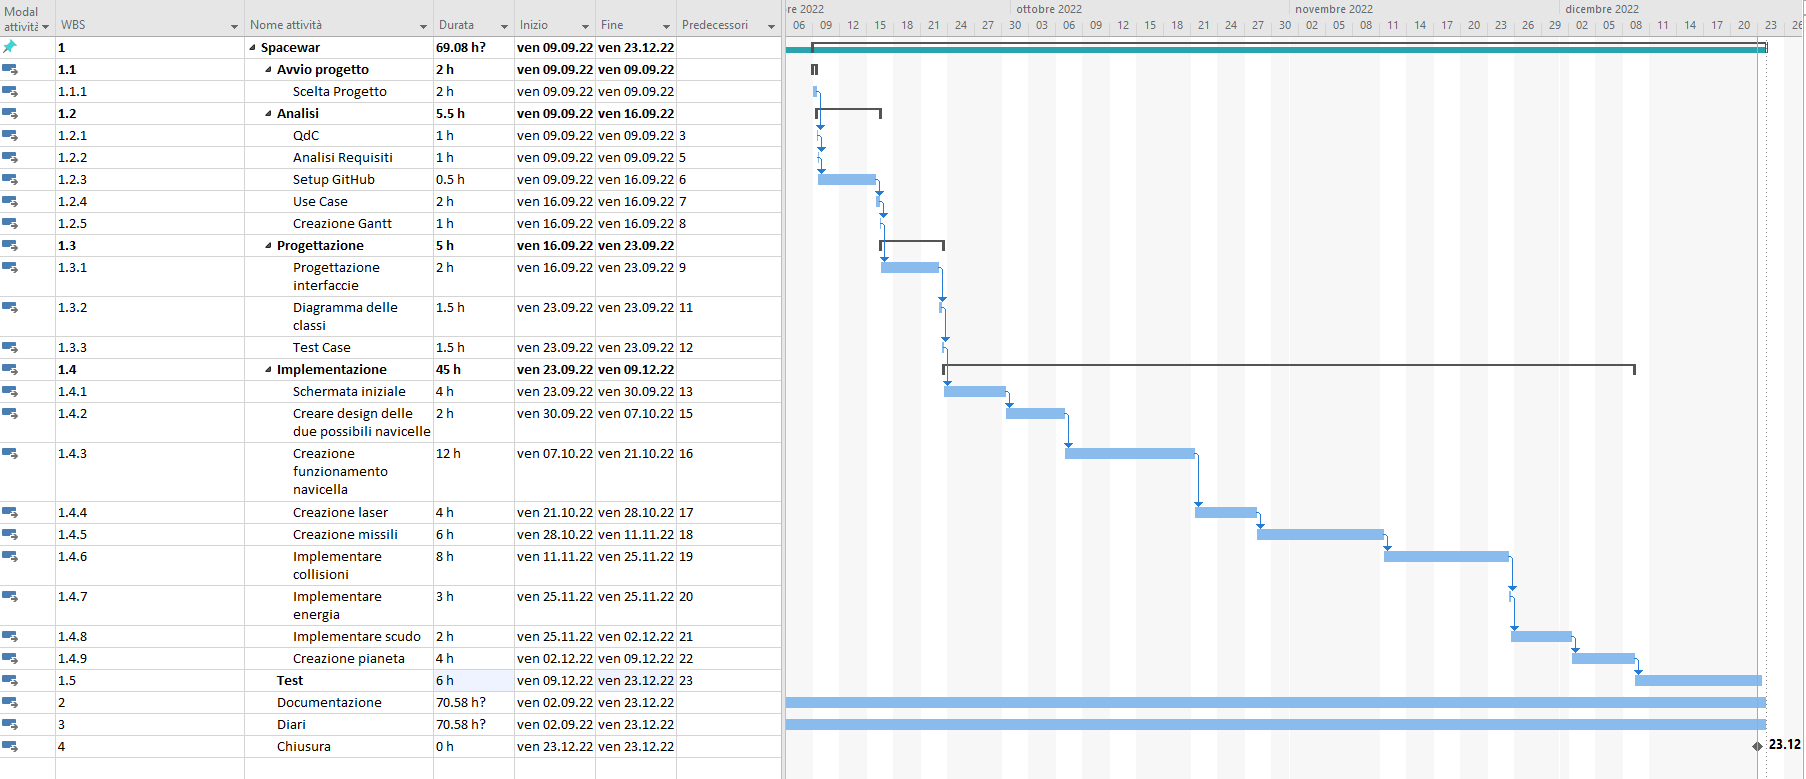 Modal
attività WBS Nome attività Durata Inizio Fine Predecessori
re 2022 ottobre 2022 novembre 2022 dicembre 2022
06 09 12 15 18 21 24 27 30 03 06 09 12 15 18 21 24 27 30 02 05 08 11 14 17 20 23 26 29 02 05 08 11 14 17 20 23 26
1 Spacewar 69.08 h? ven 09.09.22 ven 23.12.22
1.1 Avvio progetto 2 h ven 09.09.22 ven 09.09.22
1.1.1 Scelta Progetto 2 h ven 09.09.22 ven 09.09.22
1.2 Analisi 5.5 h ven 09.09.22 ven 16.09.22
1.2.1 QdC 1 h ven 09.09.22 ven 09.09.22 3
1.2.2 Analisi Requisiti 1 h ven 09.09.22 ven 09.09.22 5
1.2.3 Setup GitHub 0.5 h ven 09.09.22 ven 16.09.22 6
1.2.4 Use Case 2 h ven 16.09.22 ven 16.09.22 7
1.2.5 Creazione Gantt 1 h ven 16.09.22 ven 16.09.22 8
1.3 Progettazione 5 h ven 16.09.22 ven 23.09.22
1.3.1 Progettazione 2 h ven 16.09.22 ven 23.09.22 9
interfaccie
1.3.2 Diagramma delle 1.5 h ven 23.09.22 ven 23.09.22 11
classi
1.3.3 Test Case 1.5 h ven 23.09.22 ven 23.09.22 12
1.4 Implementazione 45 h ven 23.09.22 ven 09.12.22
1.4.1 Schermata iniziale 4 h ven 23.09.22 ven 30.09.22 13
1.4.2 Creare design delle 2 h ven 30.09.22 ven 07.10.22 15
due possibili navicelle
1.4.3 Creazione 12 h ven 07.10.22 ven 21.10.22 16
funzionamento
navicella
1.4.4 Creazione laser 4 h ven 21.10.22 ven 28.10.22 17
1.4.5 Creazione missili 6 h ven 28.10.22 ven 11.11.22 18
1.4.6 Implementare 8 h ven 11.11.22 ven 25.11.22 19
collisioni
1.4.7 Implementare 3 h ven 25.11.22 ven 25.11.22 20
energia
1.4.8 Implementare scudo 2 h ven 25.11.22 ven 02.12.22 21
1.4.9 Creazione pianeta 4 h ven 02.12.22 ven 09.12.22 22
1.5 Test 6 h ven 09.12.22 ven 23.12.22 23
2 Documentazione 70.58 h? ven 02.09.22 ven 23.12.22
3 Diari 70.58 h? ven 02.09.22 ven 23.12.22
4 Chiusura 0 h ven 23.12.22 ven 23.12.22 23.12